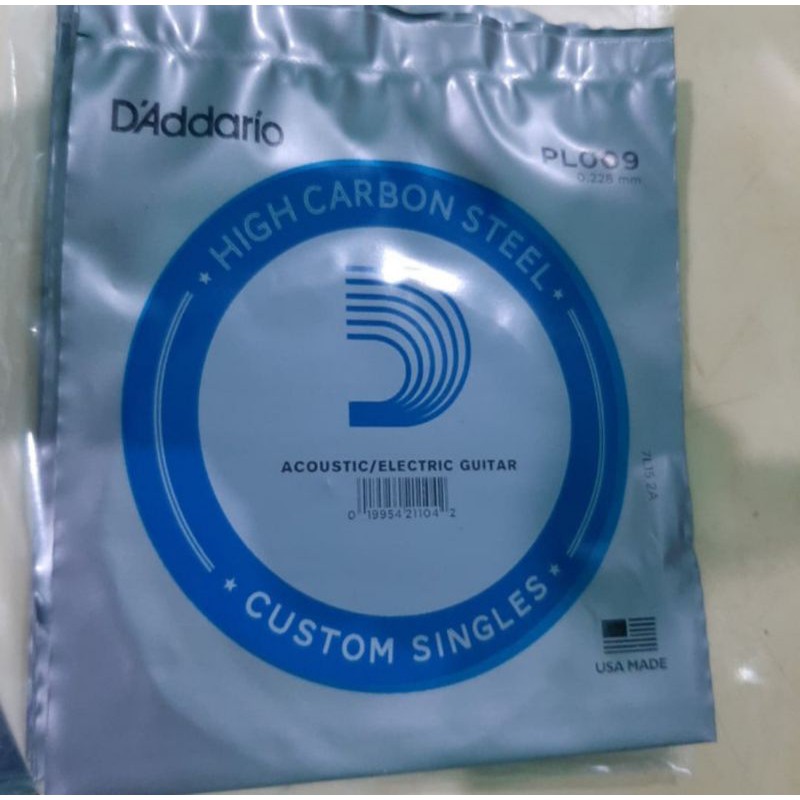 D'Addario
PL009
0.228 mm
HIGH CARBON STEEL
ACOUSTIC/ELECTRIC GUITAR
0 19954 21104 2
CUSTOM SINGLES
USA MADE